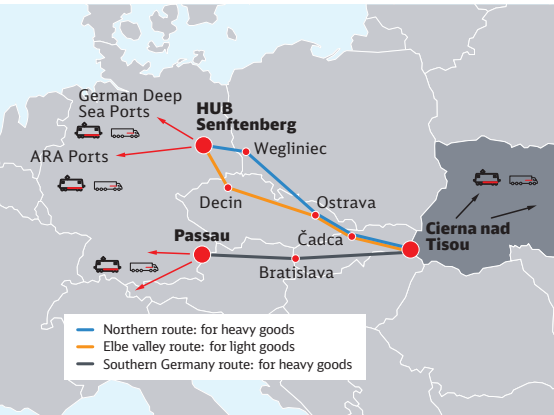 German Deep
Sea Ports
HUB
Senftenberg
ARA Ports
Wegliniec
Decin
Ostrava
Čadca
Cierna nad
Tisou
Passau
Bratislava
Northern route: for heavy goods
Elbe valley route: for light goods
Southern Germany route: for heavy goods